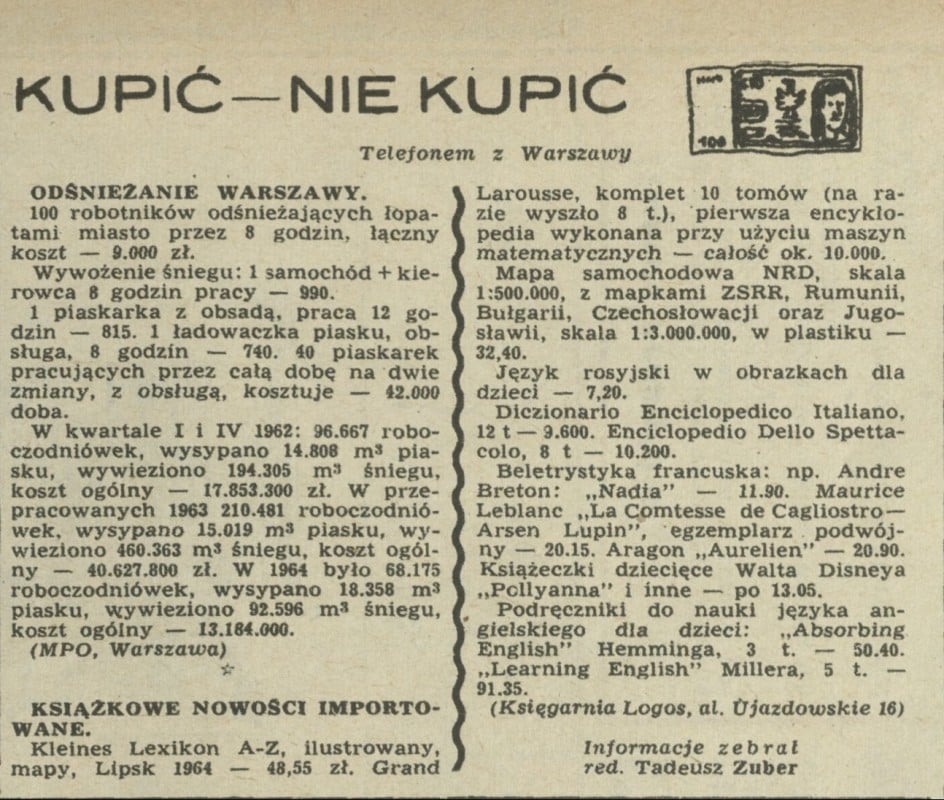 KUPIĆ — NIE KUPIĆ
100
Telefonem z Warszawy
ODŚNIEŻANIE WARSZAWY.
100 robotników odśnieżających łopa-
tami miasto przez 8 godzin, łączny
koszt — 9.000 zł.
Wywożenie śniegu: 1 samochód + kie-
rowca 8 godzin pracy — 990.
1 piaskarka z obsadą, praca 12 go-
dzin — 815. 1 ładowaczka piasku, ob-
sługa, 8 godzin — 740. 40 piaskarek
pracujących przez całą dobę na dwie
zmiany, z obsługą, kosztuje — 42.000
doba.
W kwartale I i IV 1962: 96.667 robo-
czodniówek, wysypano 14.808 m³ pia-
sku, wywieziono 194.305 m³ śniegu,
koszt ogólny — 17.853.300 zł. W prze-
pracowanych 1963 210.481 roboczodnió-
wek, wysypano 15.019 m³ piasku, wy-
wieziono 460.363 m³ śniegu, koszt ogól-
ny — 40.627.800 zł. W 1964 było 68.175
roboczodniówek, wysypano 18.358 m³
piasku, wywieziono 92.596 m³ śniegu,
koszt ogólny — 13.184.000.
(MPO, Warszawa)
KSIĄŻKOWE NOWOŚCI IMPORTO-
WANE.
Kleines Lexikon A-Z, ilustrowany,
mapy, Lipsk 1964 — 48,55 zł. Grand
Larousse, komplet 10 tomów (na ra-
zie wyszło 8 t.), pierwsza encyklo-
pedia wykonana przy użyciu maszyn
matematycznych — całość ok. 10.000.
Mapa samochodowa NRD, skala
1:500.000, z mapkami ZSRR, Rumunii,
Bułgarii, Czechosłowacji oraz Jugo-
sławii, skala 1:3.000.000, w plastiku —
32,40.
Język rosyjski w obrazkach dla
dzieci — 7,20.
Diczionario Enciclopedico Italiano,
12 t — 9.600. Enciclopedio Dello Spetta-
colo, 8 t — 10.200.
Beletrystyka francuska: np. Andre
Breton: „Nadia” — 11.90. Maurice
Leblanc „La Comtesse de Cagliostro—
Arsen Lupin”, egzemplarz podwój-
ny — 20.15. Aragon „Aurelien” — 20.90.
Książeczki dziecięce Walta Disneya
„Pollyanna” i inne — po 13.05.
Podręczniki do nauki języka an-
gielskiego dla dzieci: „Absorbing
English” Hemminga, 3 t. — 50.40.
„Learning English” Millera, 5 t. —
91.35.
(Księgarnia Logos, al. Ujazdowskie 16)
Informacje zebrał
red. Tadeusz Zuber